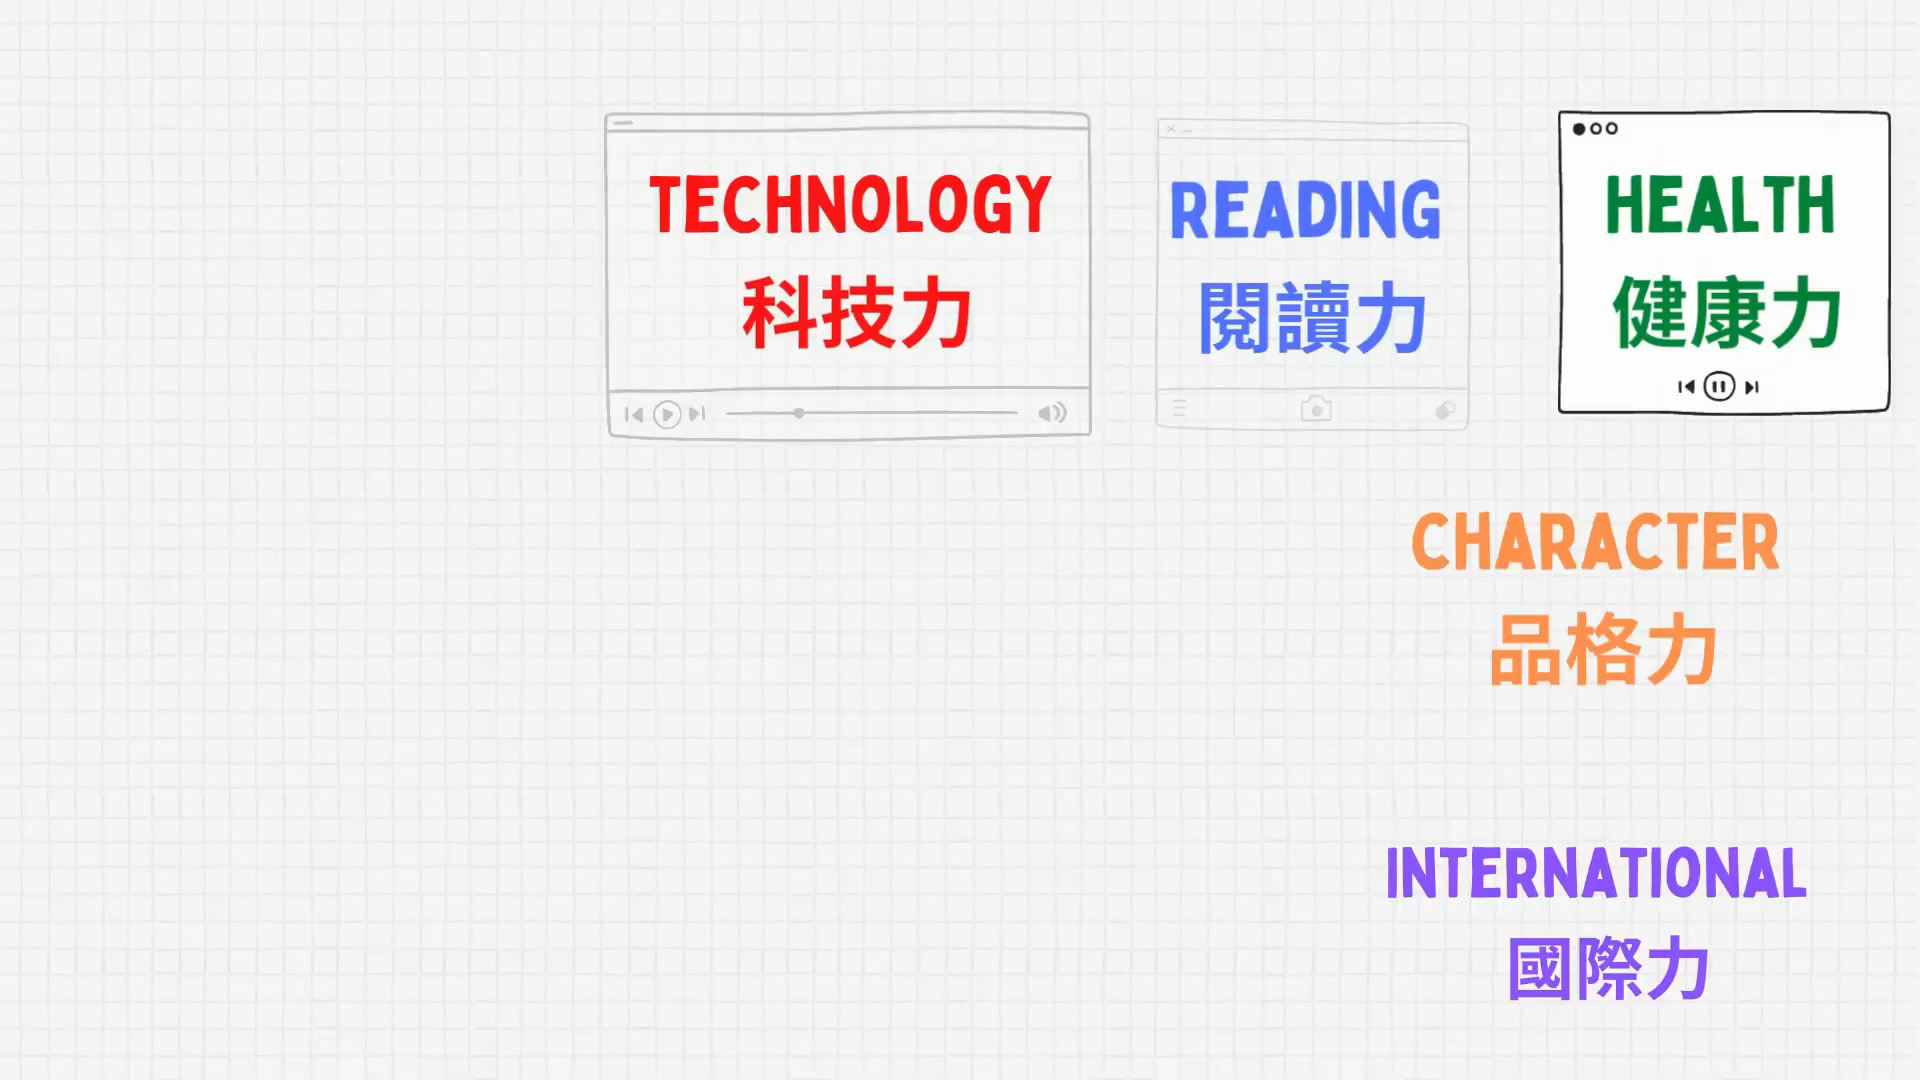 TECHNOLOGY
科技力
READING
閱讀力
HEALTH
健康力
CHARACTER
品格力
INTERNATIONAL
國際力